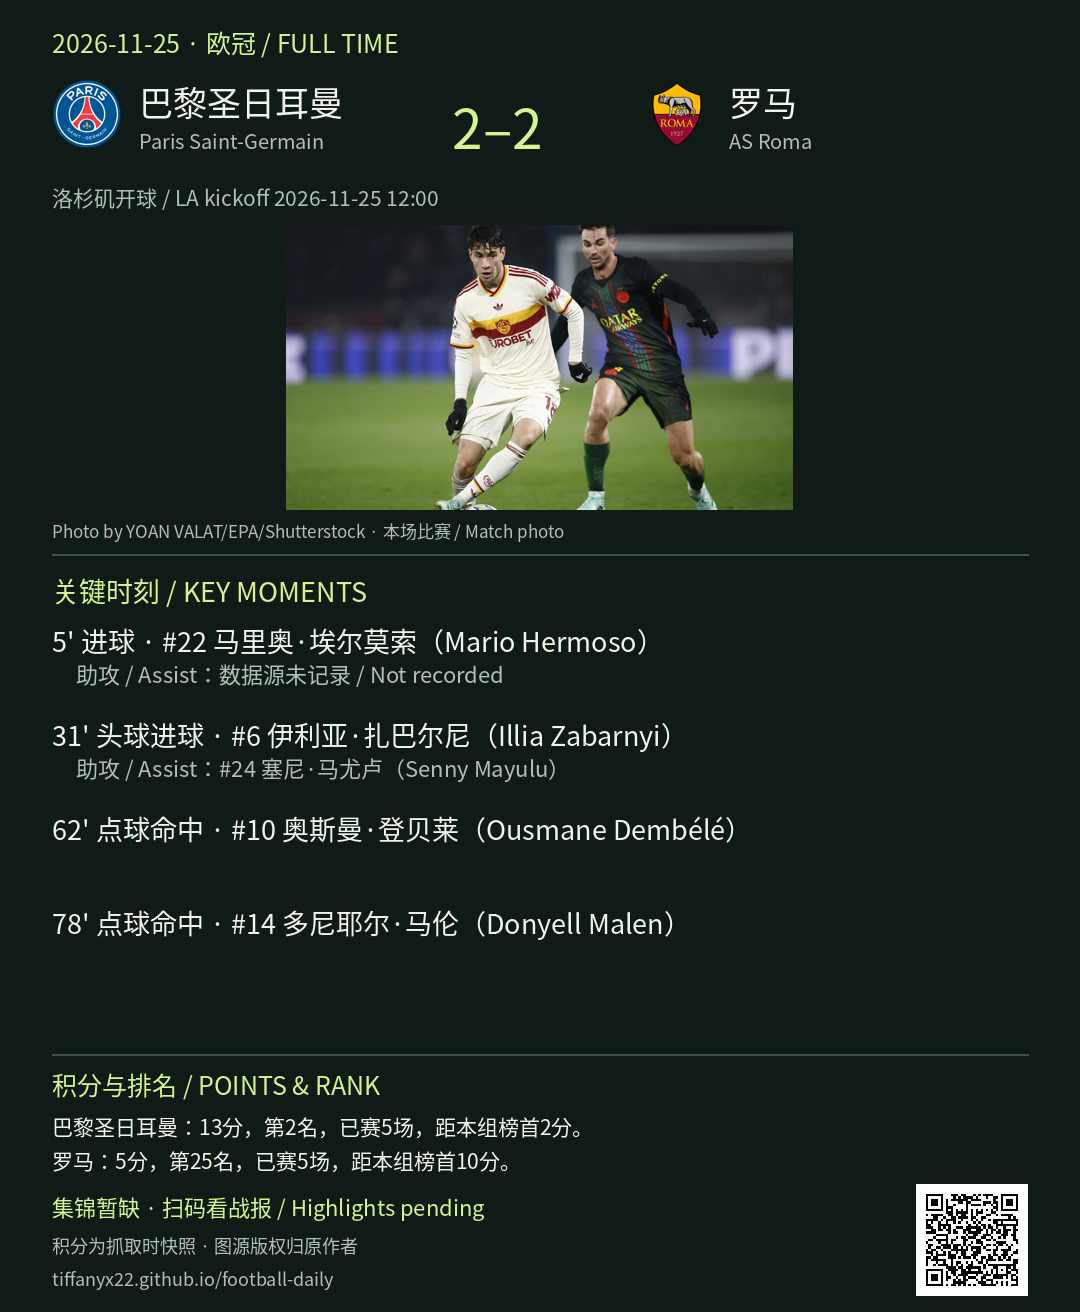 2026-11-25 · 欧冠 / FULL TIME
PARIS
SAINT-GERMAIN
巴黎圣日耳曼
Paris Saint-Germain
2–2
ROMA
1927
罗马
AS Roma
洛杉矶开球 / LA kickoff 2026-11-25 12:00
EUROBET
QATAR
AIRWAYS
Photo by YOAN VALAT/EPA/Shutterstock · 本场比赛 / Match photo
关键时刻 / KEY MOMENTS
5' 进球 · #22 马里奥·埃尔莫索（Mario Hermoso）
助攻 / Assist：数据源未记录 / Not recorded
31' 头球进球 · #6 伊利亚·扎巴尔尼（Illia Zabarnyi）
助攻 / Assist：#24 塞尼·马尤卢（Senny Mayulu）
62' 点球命中 · #10 奥斯曼·登贝莱（Ousmane Dembélé）
78' 点球命中 · #14 多尼耶尔·马伦（Donyell Malen）
积分与排名 / POINTS & RANK
巴黎圣日耳曼：13分，第2名，已赛5场，距本组榜首2分。
罗马：5分，第25名，已赛5场，距本组榜首10分。
集锦暂缺 · 扫码看战报 / Highlights pending
积分为抓取时快照 · 图源版权归原作者
tiffanyx22.github.io/football-daily